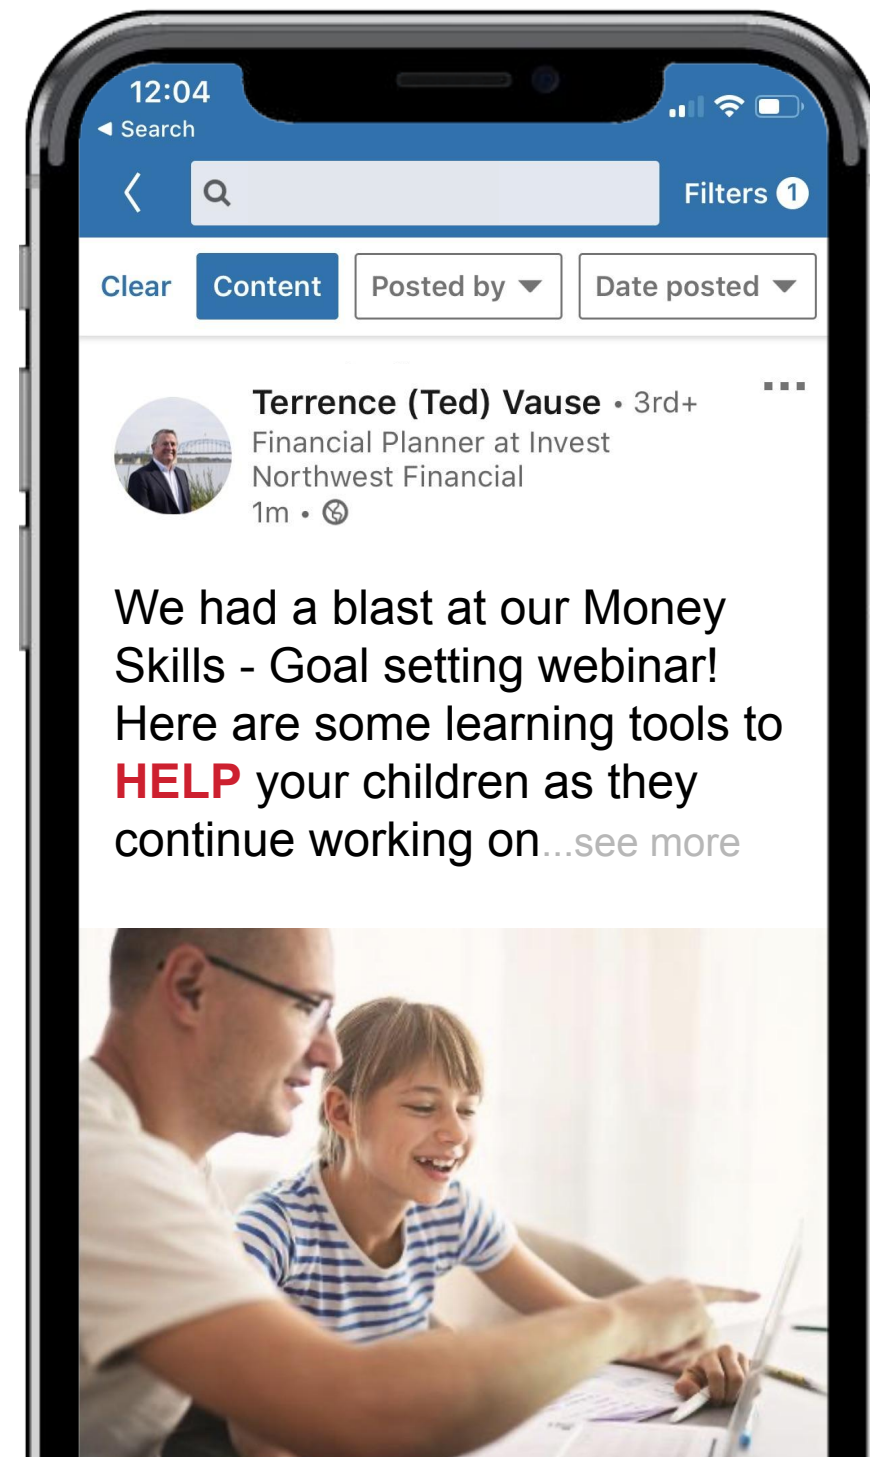 12:04
◀ Search
Filters 1
Clear Content Posted by ▼ Date posted ▼
Terrence (Ted) Vause • 3rd+
Financial Planner at Invest
Northwest Financial
1m •
We had a blast at our Money
Skills - Goal setting webinar!
Here are some learning tools to
HELP your children as they
continue working on...see more